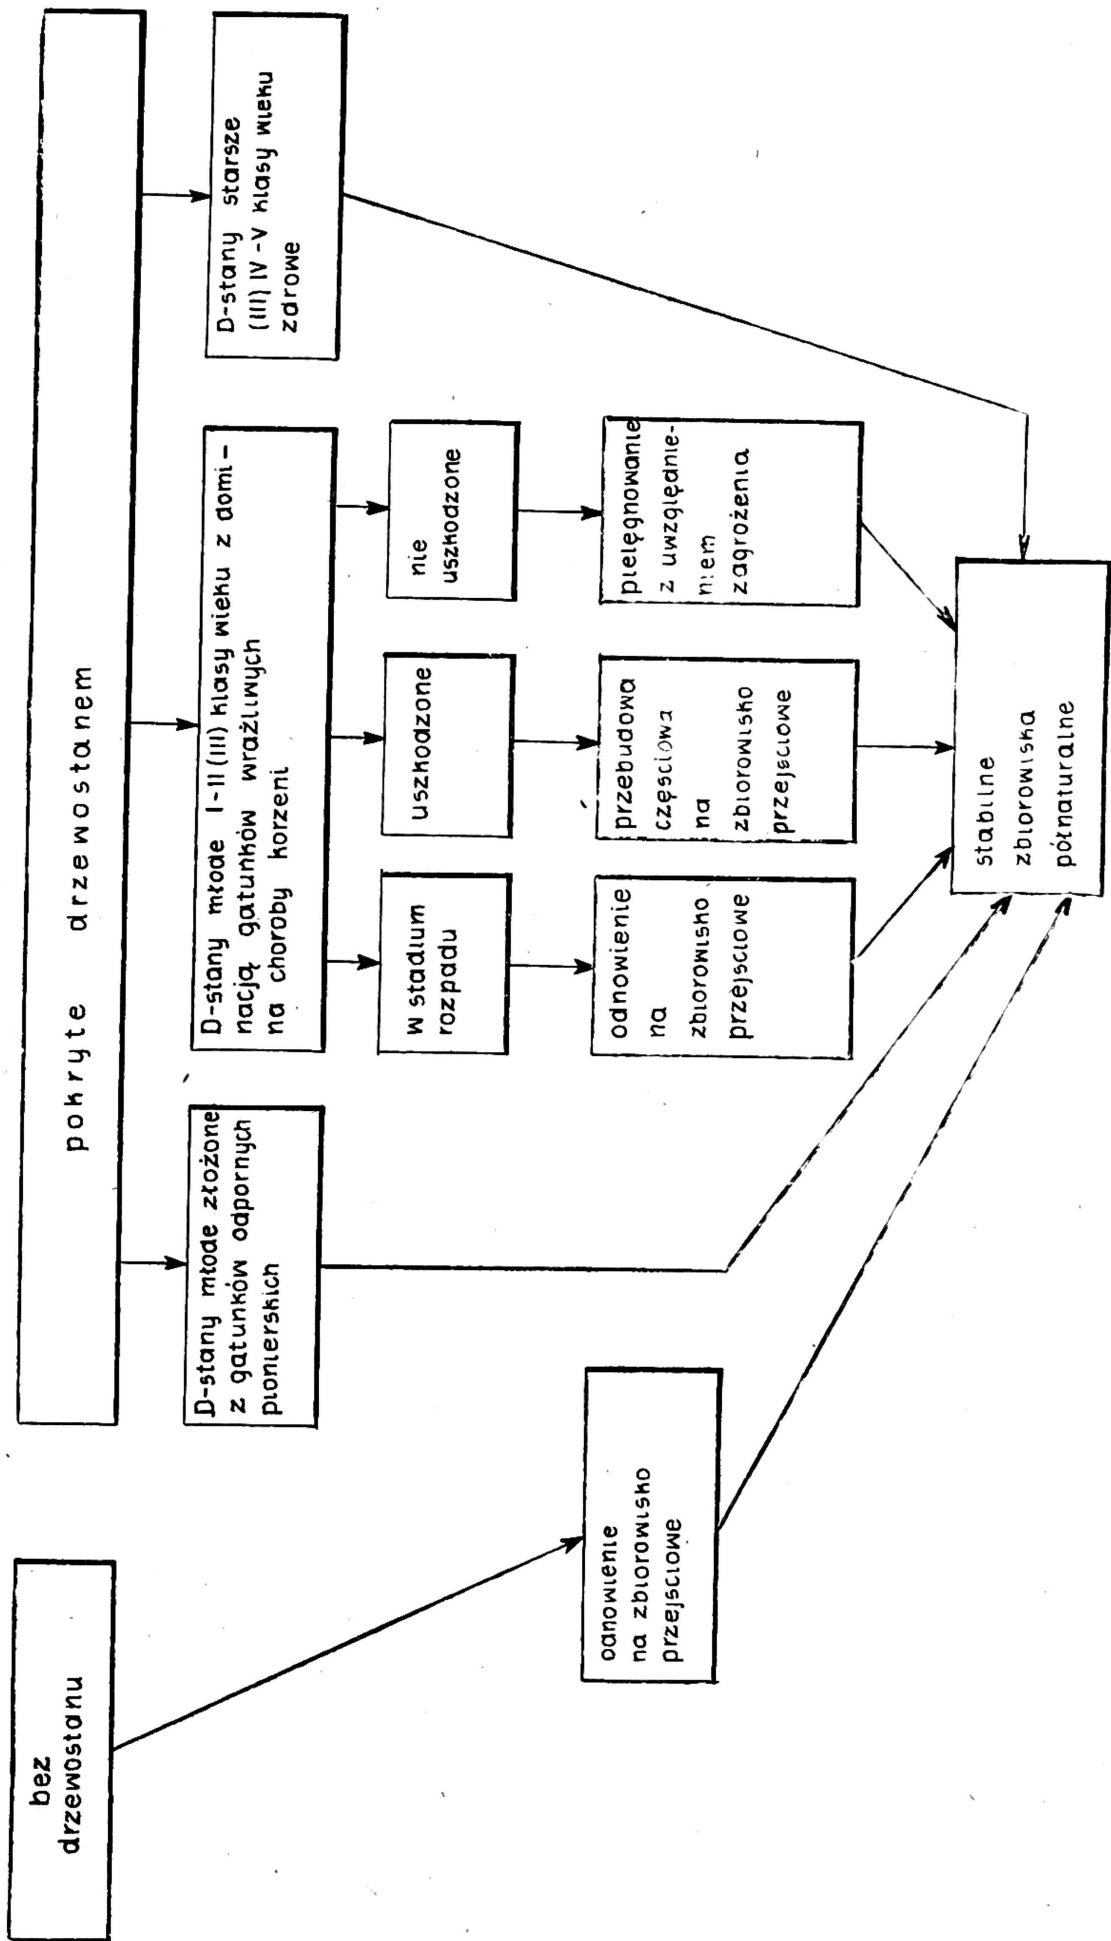 bez
drzewostanu
pokryte drzewostanem
D-stany młode złożone
z gatunków odpornych
pionierskich
D-stany młode I-II (III) klasy wieku z domi-
nacją gatunków wrażliwych
na choroby korzeni
D-stany starsze
(III) IV-V klasy wieku
zdrowe
w stadium
rozpadu
uszkodzone
nie
uszkodzone
odnowienie
na zbiorowisko
przejściowe
odnowienie
na
zbiorowisko
przejściowe
przebudowa
częściowa
na
zbiorowisko
przejściowe
pielęgnowanie
z uwzględnie-
niem
zagrożenia
stabilne
zbiorowiska
półnaturalne